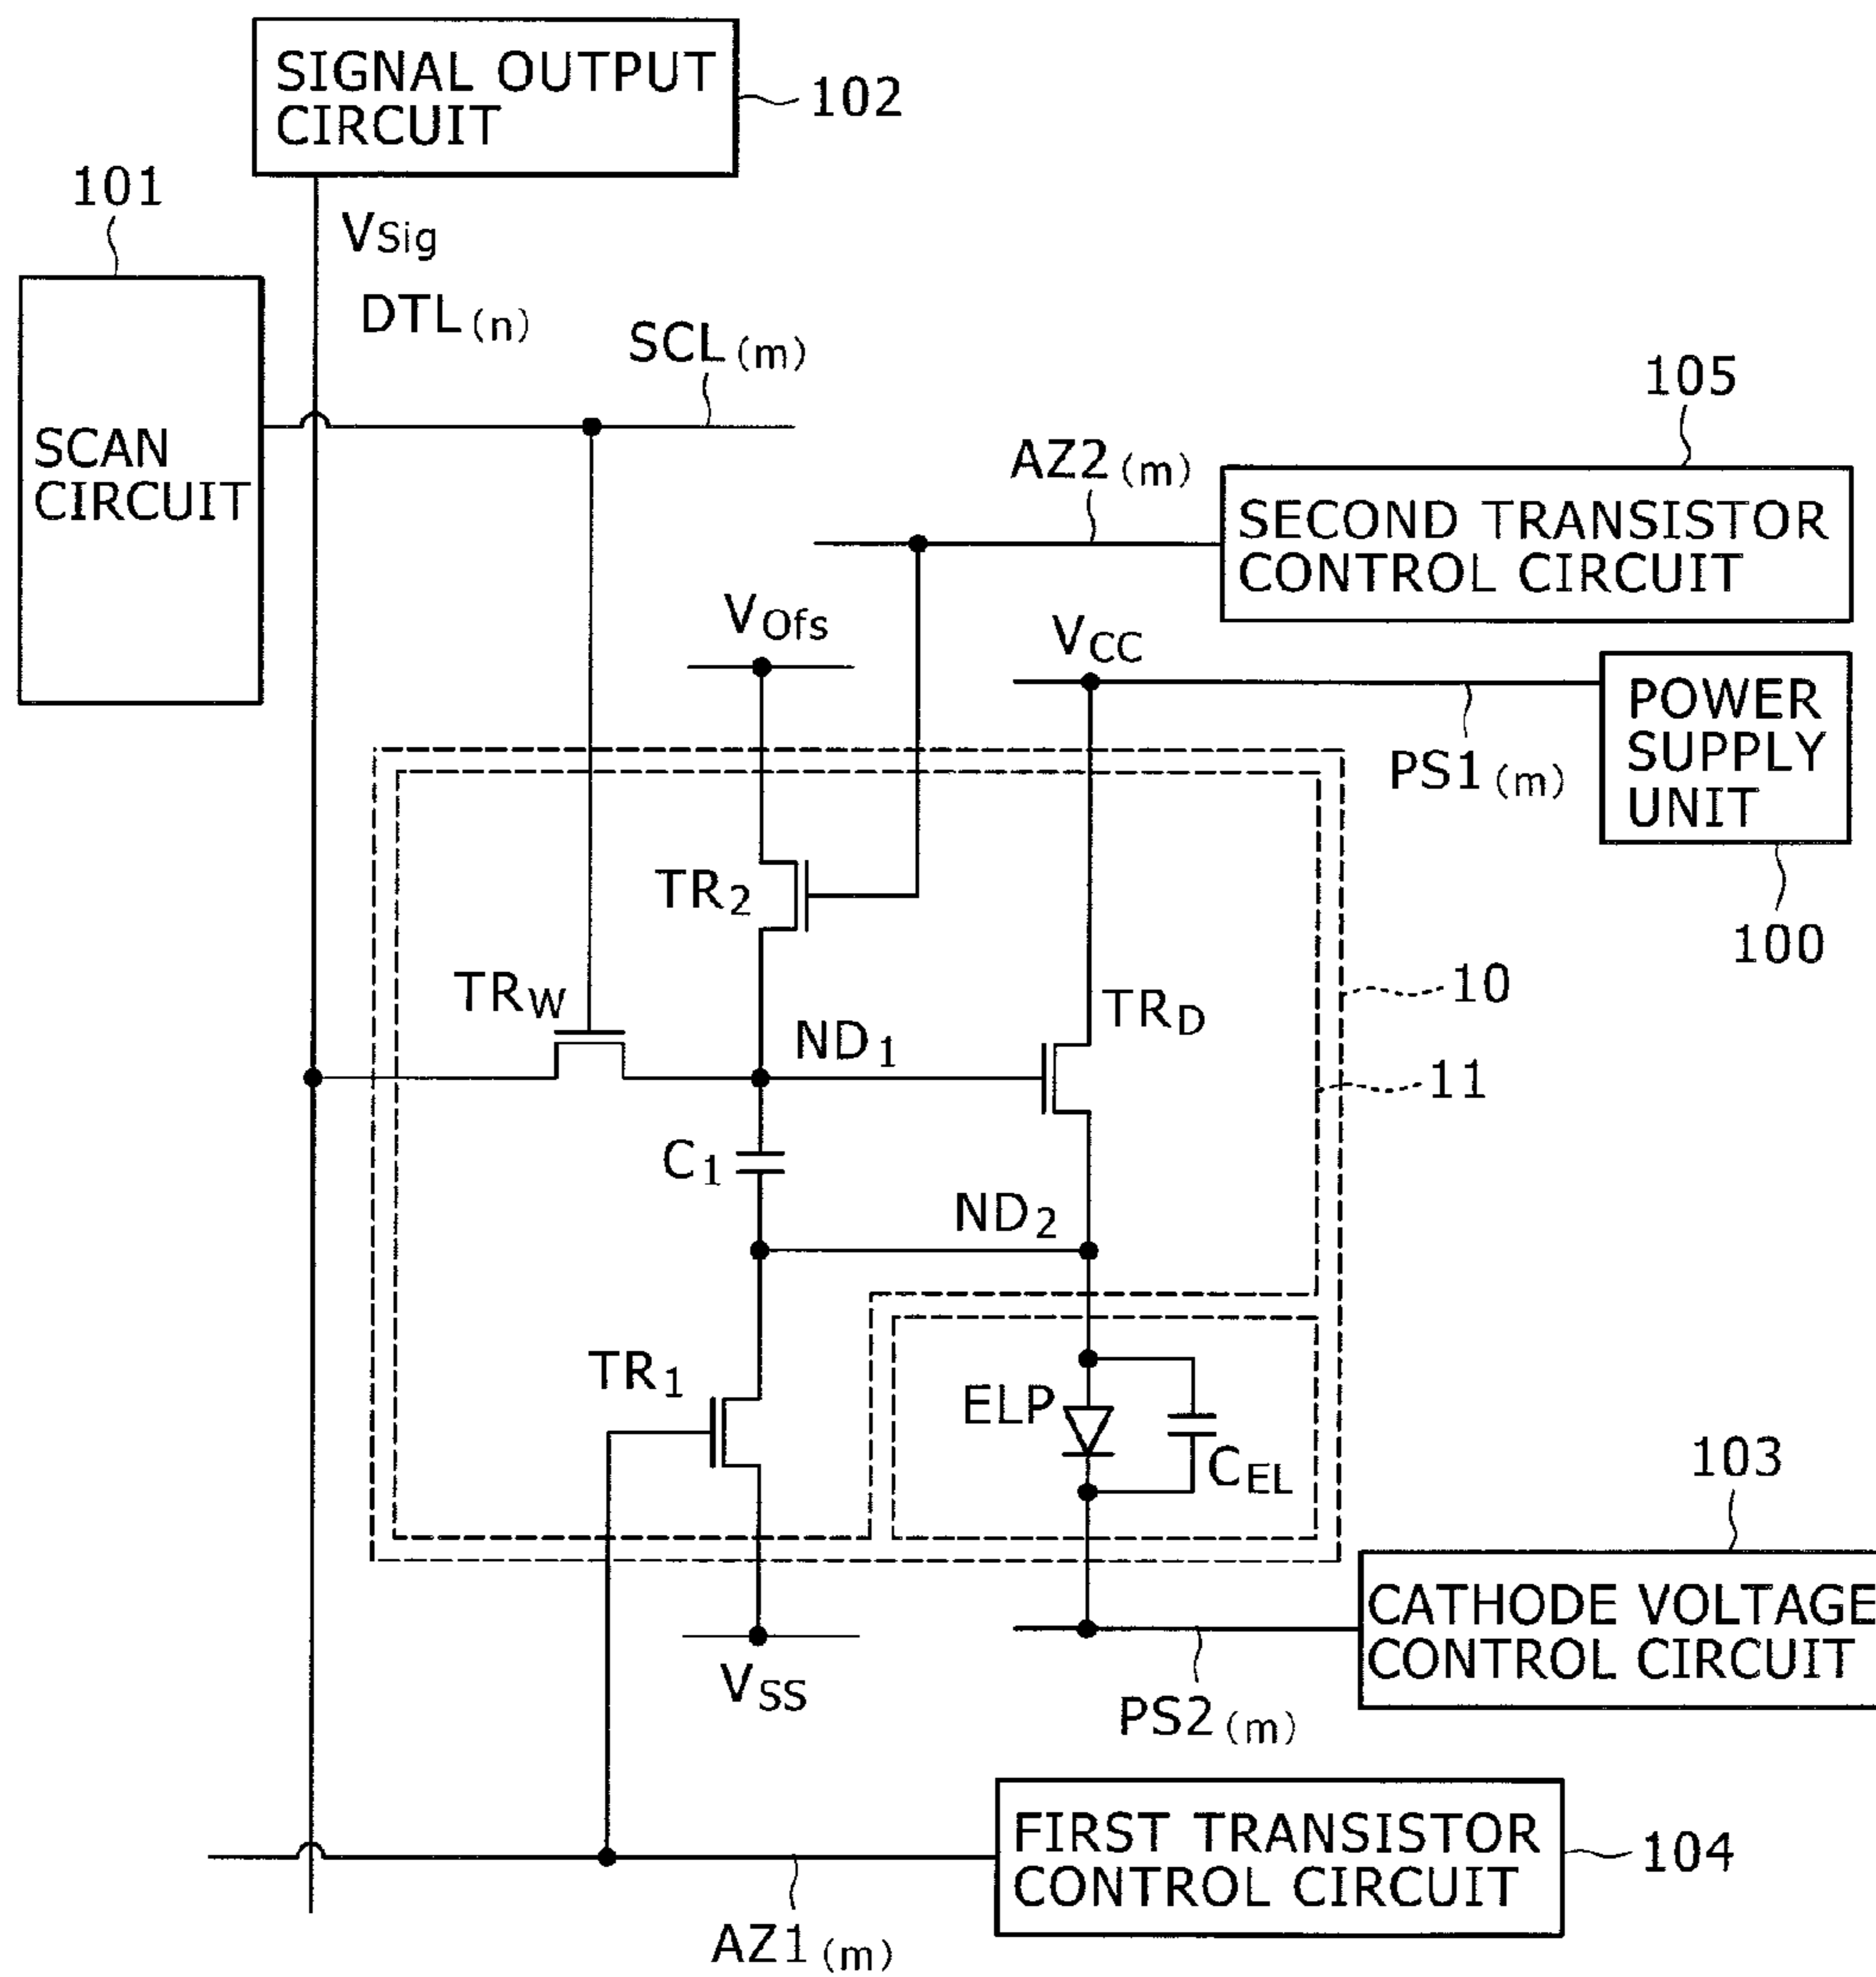 SIGNAL OUTPUT
CIRCUIT
102
101
VSig
DTL(n)
SCL(m)
SCAN
CIRCUIT
105
AZ2(m)
SECOND TRANSISTOR
CONTROL CIRCUIT
VOfs
VCC
POWER
SUPPLY
UNIT
PS1(m)
100
TR2
TRW
10
TRD
ND1
11
C1
ND2
TR1
ELP
CEL
103
CATHODE VOLTAGE
CONTROL CIRCUIT
VSS
PS2(m)
FIRST TRANSISTOR
CONTROL CIRCUIT
104
AZ1(m)